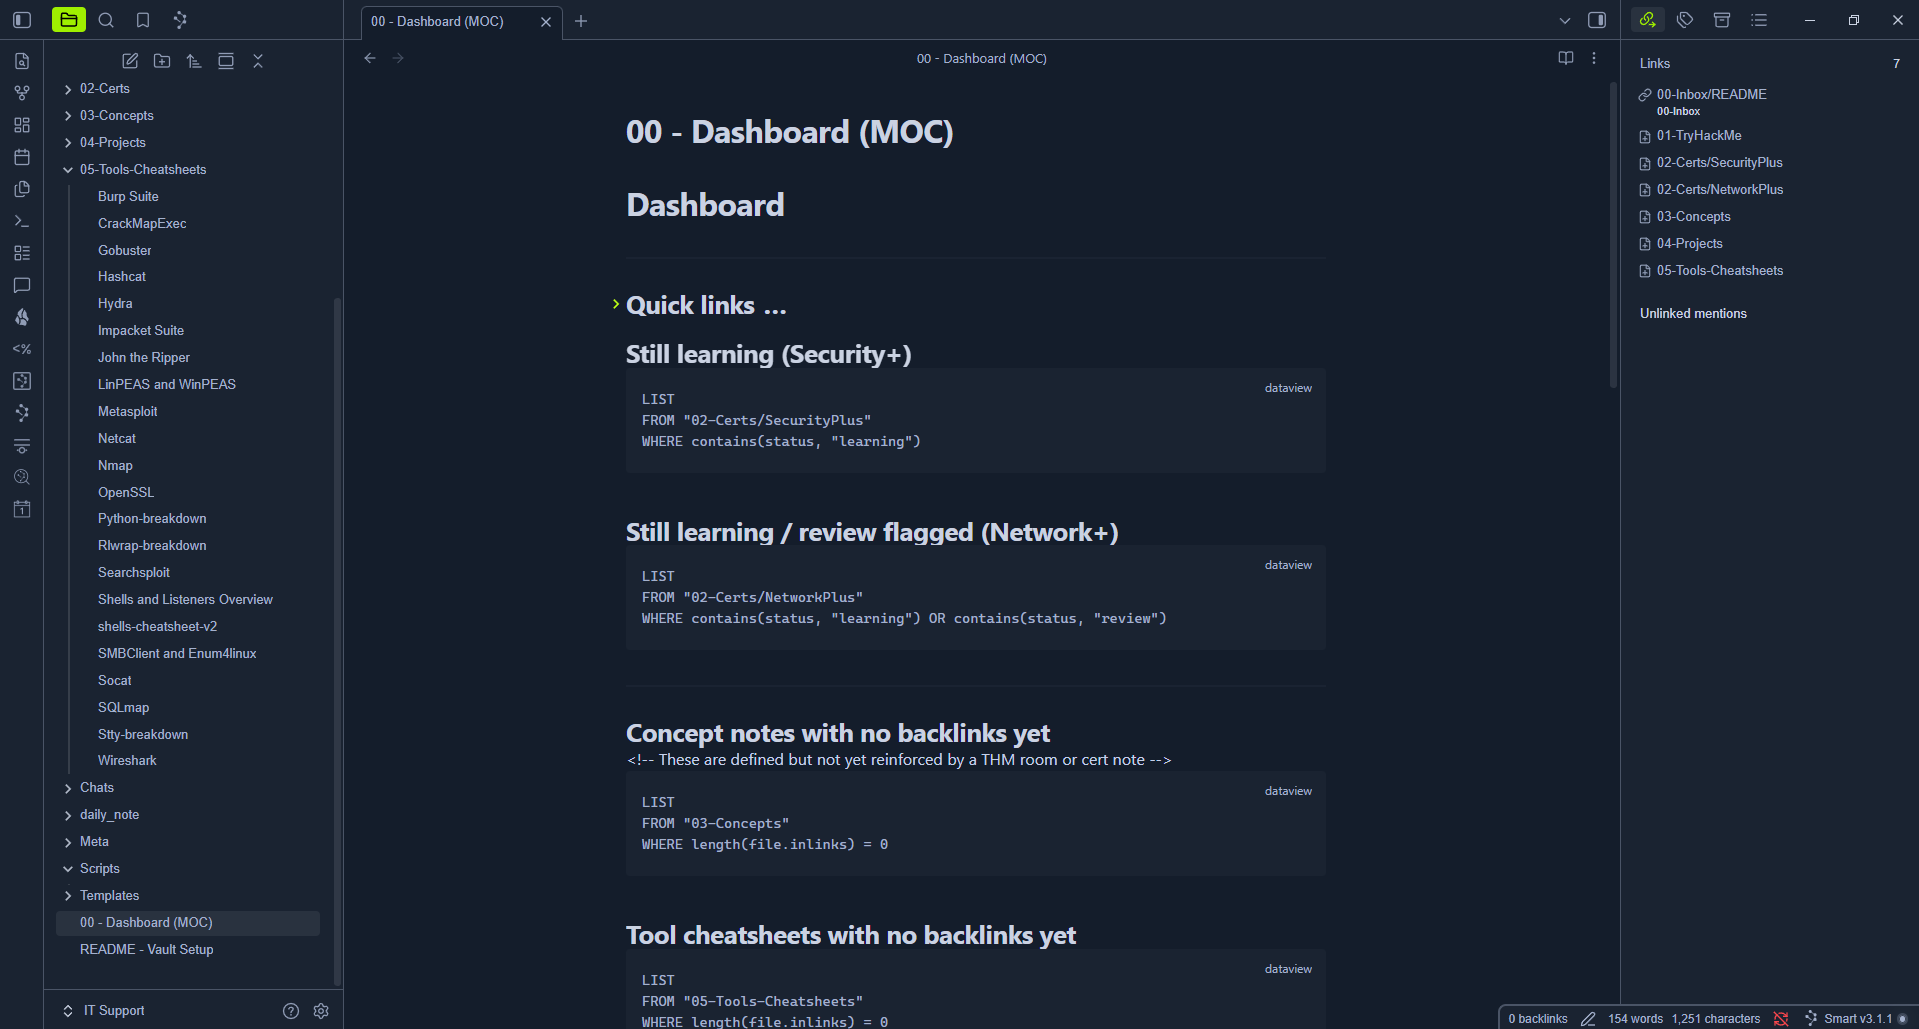 00 - Dashboard (MOC)
02-Certs
03-Concepts
04-Projects
05-Tools-Cheatsheets
Burp Suite
CrackMapExec
Gobuster
Hashcat
Hydra
Impacket Suite
John the Ripper
LinPEAS and WinPEAS
Metasploit
Netcat
Nmap
OpenSSL
Python-breakdown
Rlwrap-breakdown
Searchsploit
Shells and Listeners Overview
shells-cheatsheet-v2
SMBClient and Enum4linux
Socat
SQLmap
Stty-breakdown
Wireshark
Chats
daily_note
Meta
Scripts
Templates
00 - Dashboard (MOC)
README - Vault Setup
IT Support
<%
1
00 - Dashboard (MOC)
00 - Dashboard (MOC)
Dashboard
Quick links ...
Still learning (Security+)
dataview
LIST
FROM "02-Certs/SecurityPlus"
WHERE contains(status, "learning")
Still learning / review flagged (Network+)
dataview
LIST
FROM "02-Certs/NetworkPlus"
WHERE contains(status, "learning") OR contains(status, "review")
Concept notes with no backlinks yet
<!-- These are defined but not yet reinforced by a THM room or cert note -->
dataview
LIST
FROM "03-Concepts"
WHERE length(file.inlinks) = 0
Tool cheatsheets with no backlinks yet
dataview
LIST
FROM "05-Tools-Cheatsheets"
WHERE length(file.inlinks) = 0
Links 7
00-Inbox/README
00-Inbox
01-TryHackMe
02-Certs/SecurityPlus
02-Certs/NetworkPlus
03-Concepts
04-Projects
05-Tools-Cheatsheets
Unlinked mentions
0 backlinks 154 words 1,251 characters Smart v3.1.1